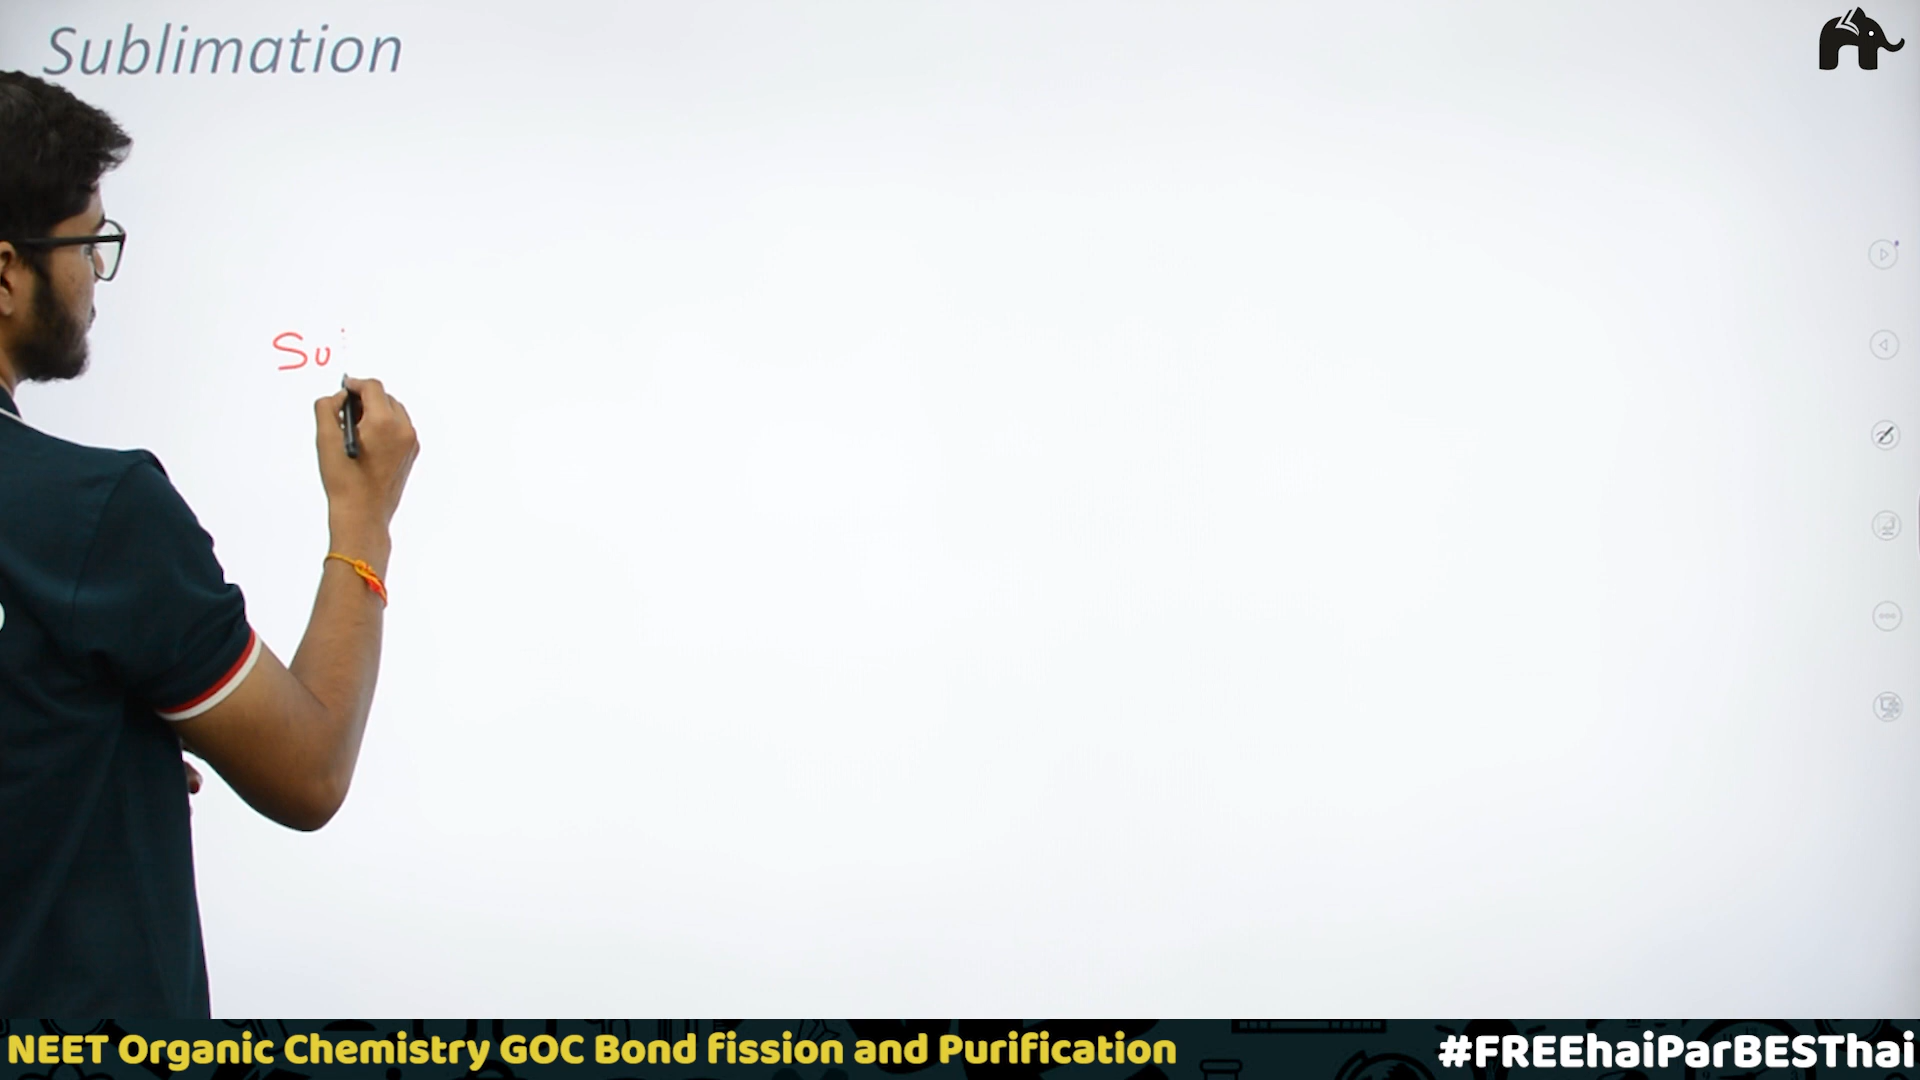 Sublimation
Su
NEET Organic Chemistry GOC Bond fission and Purification
#FREEhaiParBESThai